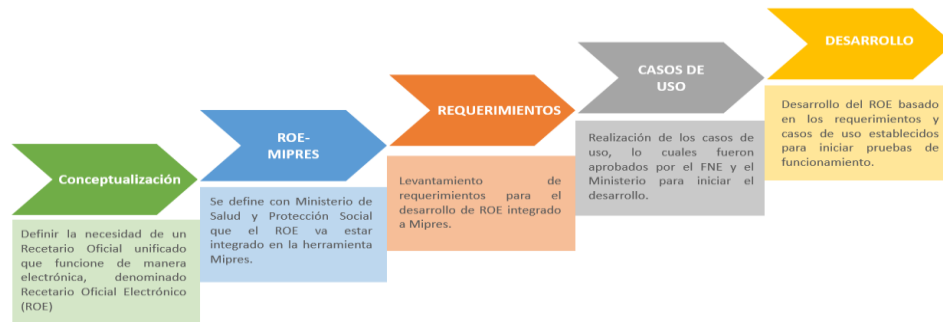 Conceptualización
Definir la necesidad de un
Recetario Oficial unificado
que funcione de manera
electrónica, denominado
Recetario Oficial Electrónico
(ROE)
ROE-
MIPRES
Se define con Ministerio de
Salud y Protección Social
que el ROE va estar
integrado en la herramienta
Mipres.
REQUERIMIENTOS
Levantamiento de
requerimientos para el
desarrollo de ROE integrado
a Mipres.
CASOS DE
USO
Realización de los casos de
uso, lo cuales fueron
aprobados por el FNE y el
Ministerio para iniciar el
desarrollo.
DESARROLLO
Desarrollo del ROE basado
en los requerimientos y
casos de uso establecidos
para iniciar pruebas de
funcionamiento.